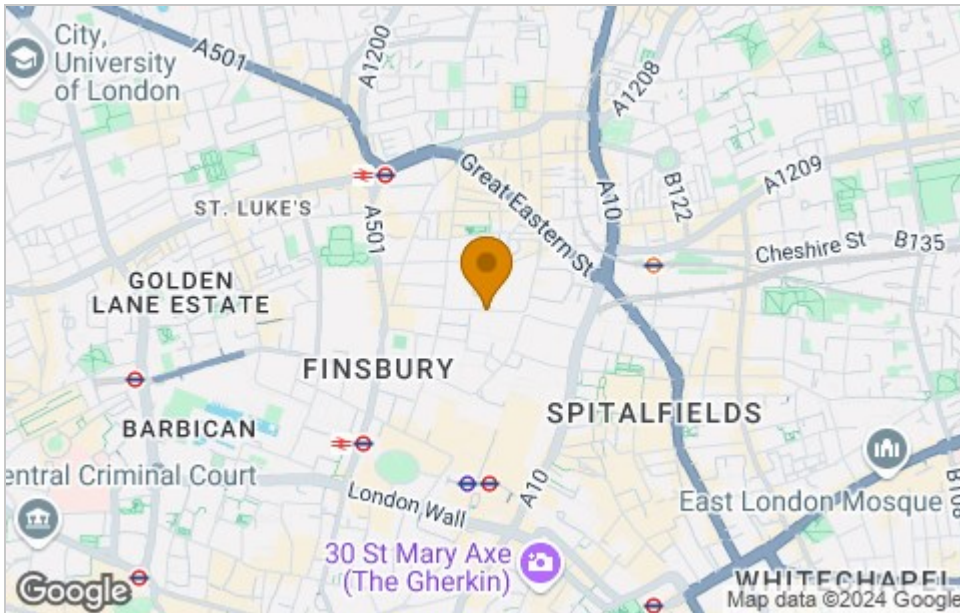 City,
University
of London
A501
A1200
A1208
A10
Great Eastern St
B122
A1209
ST. LUKE'S
A501
A10
Cheshire St
B135
GOLDEN
LANE ESTATE
FINSBURY
SPITALFIELDS
BARBICAN
entral Criminal Court
London Wall
A10
East London Mosque
30 St Mary Axe
(The Gherkin)
WHITECHAPEL
Google
Map data ©2024 Google